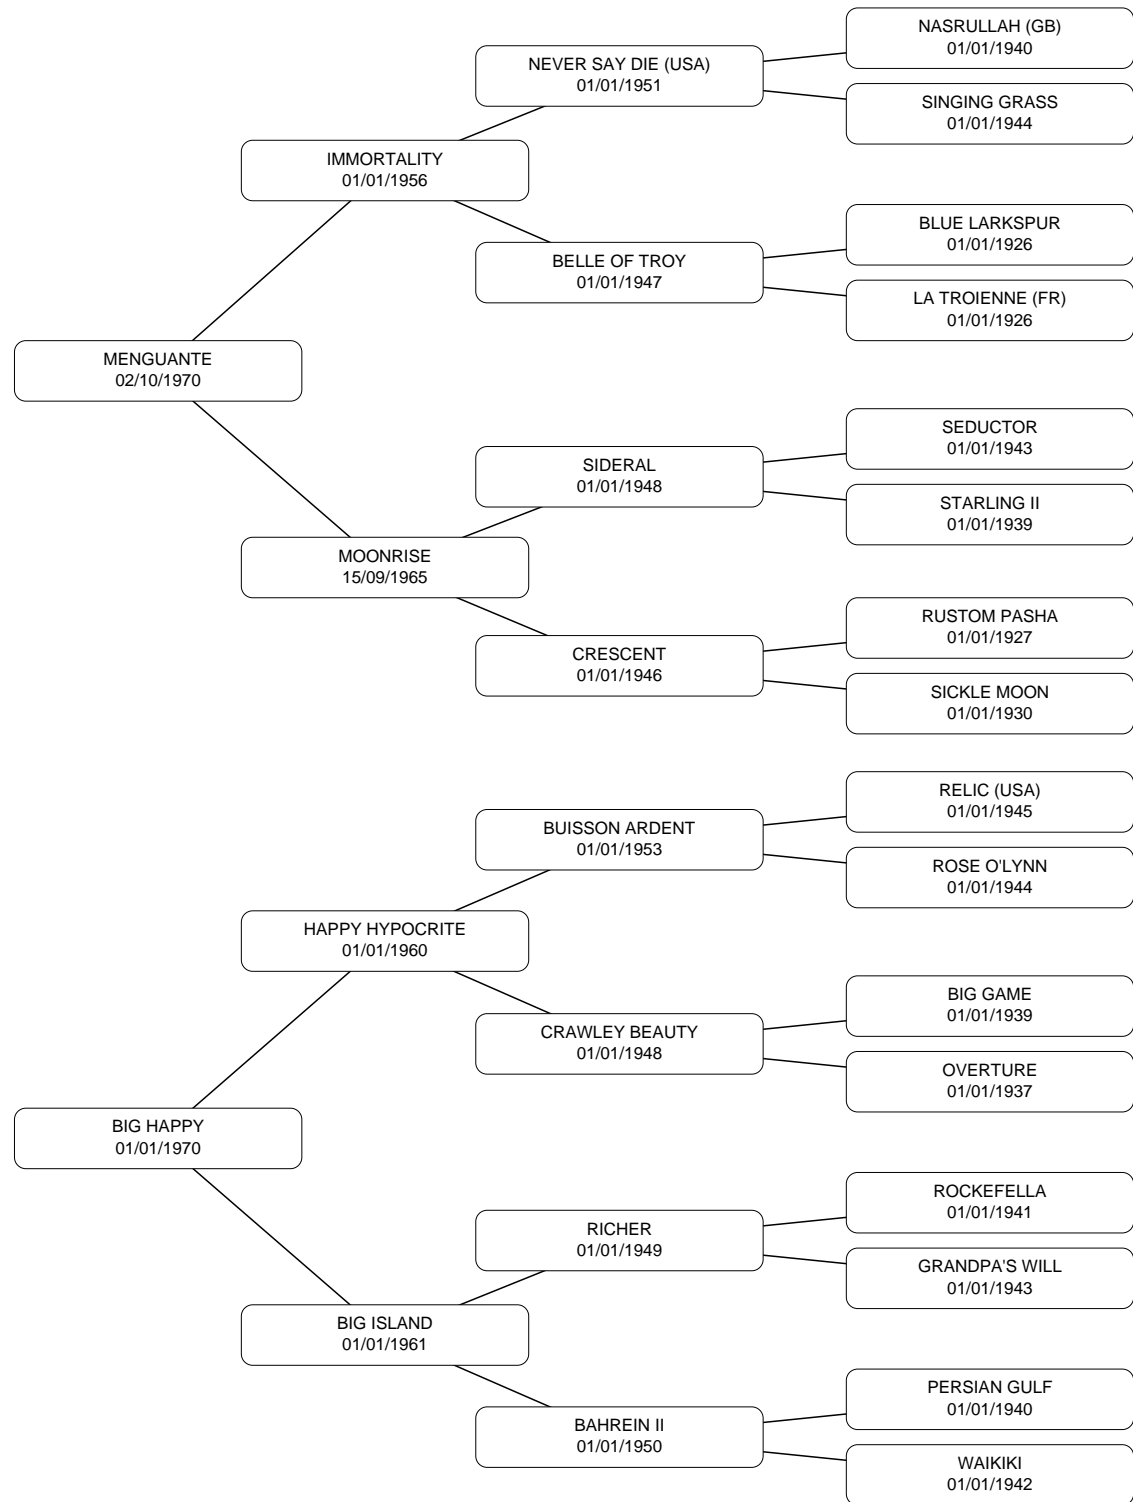 NASRULLAH (GB)
01/01/1940
NEVER SAY DIE (USA)
01/01/1951
SINGING GRASS
01/01/1944
IMMORTALITY
01/01/1956
BLUE LARKSPUR
01/01/1926
BELLE OF TROY
01/01/1947
LA TROIENNE (FR)
01/01/1926
MENGUANTE
02/10/1970
SEDUCTOR
01/01/1943
SIDERAL
01/01/1948
STARLING II
01/01/1939
MOONRISE
15/09/1965
RUSTOM PASHA
01/01/1927
CRESCENT
01/01/1946
SICKLE MOON
01/01/1930
RELIC (USA)
01/01/1945
BUISSON ARDENT
01/01/1953
ROSE O'LYNN
01/01/1944
HAPPY HYPOCRITE
01/01/1960
BIG GAME
01/01/1939
CRAWLEY BEAUTY
01/01/1948
OVERTURE
01/01/1937
BIG HAPPY
01/01/1970
ROCKEFELLA
01/01/1941
RICHER
01/01/1949
GRANDPA'S WILL
01/01/1943
BIG ISLAND
01/01/1961
PERSIAN GULF
01/01/1940
BAHREIN II
01/01/1950
WAIKIKI
01/01/1942